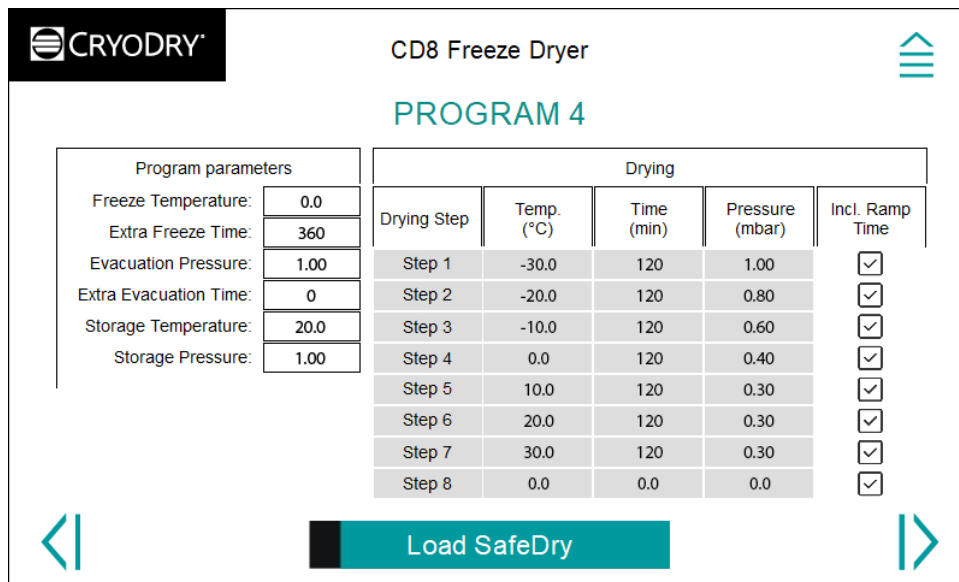 CRYODRY
CD8 Freeze Dryer
PROGRAM 4
Program parameters
Freeze Temperature: 0.0
Extra Freeze Time: 360
Evacuation Pressure: 1.00
Extra Evacuation Time: 0
Storage Temperature: 20.0
Storage Pressure: 1.00
Drying
Drying Step Temp. (°C) Time (min) Pressure (mbar) Incl. Ramp Time
Step 1 -30.0 120 1.00
Step 2 -20.0 120 0.80
Step 3 -10.0 120 0.60
Step 4 0.0 120 0.40
Step 5 10.0 120 0.30
Step 6 20.0 120 0.30
Step 7 30.0 120 0.30
Step 8 0.0 0.0 0.0
Load SafeDry